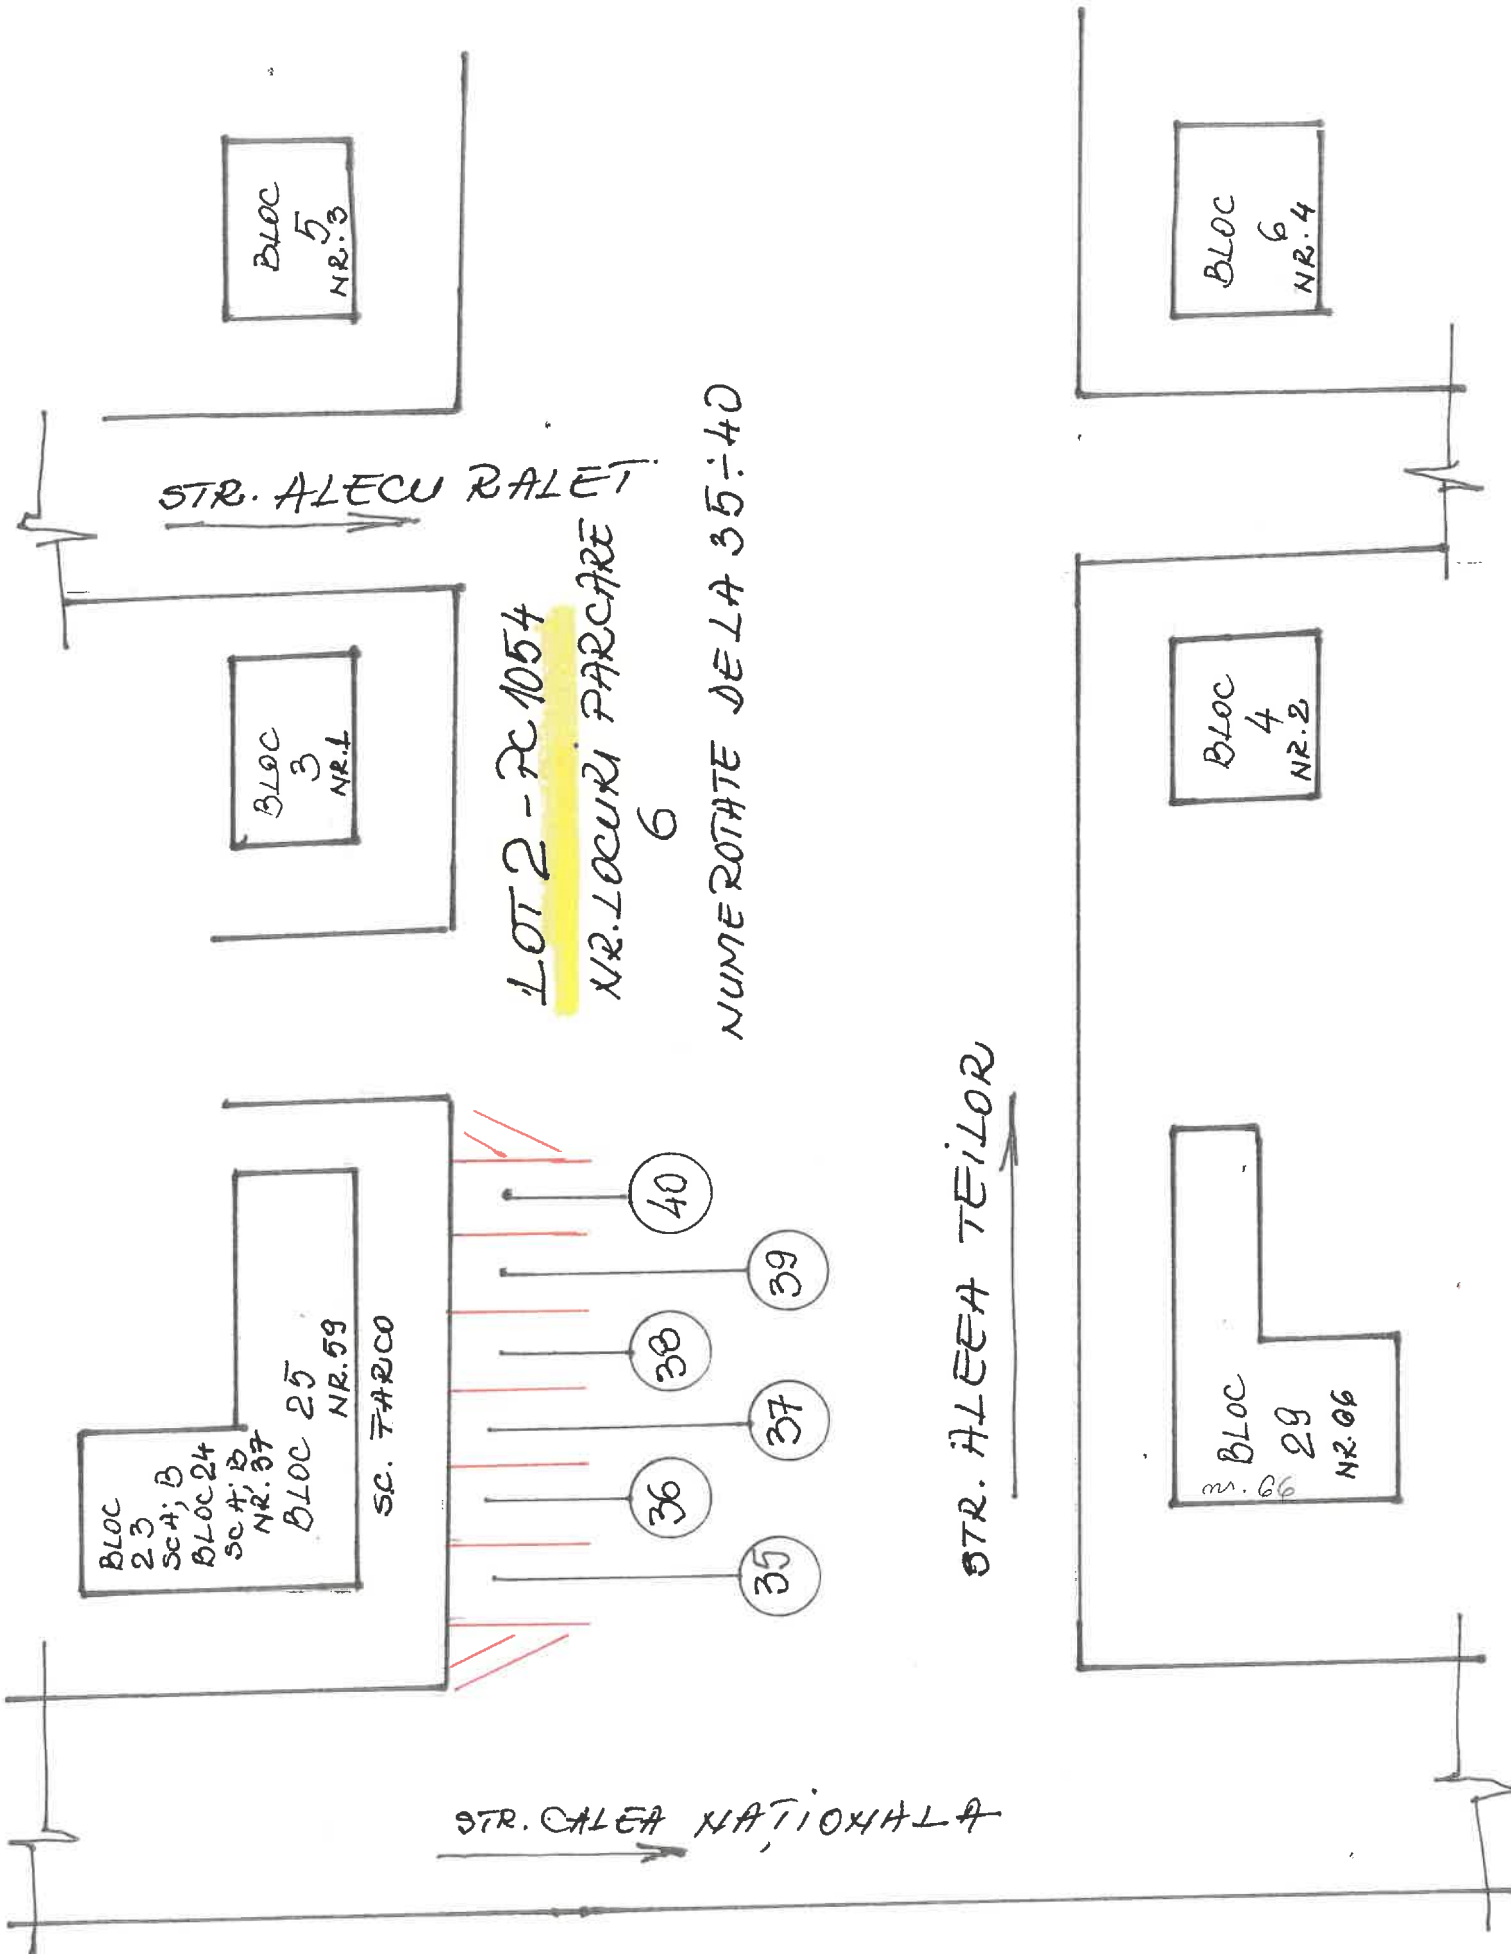 BLOC
23
SC A; B
BLOC 24
SC A; B
NR. 37
BLOC 25
NR. 59
SC. TARCO
BLOC
3
NR. 1
STR. ALECU RALET
BLOC
5
NR. 3
LOT 2 - PC 1054
NR. LOCURI PARCARE
6
NUMEROTATE DE LA 35÷40
35
36
37
38
39
40
STR. CALEA NAȚIONALA
STR. ALEEA TEILOR
BLOC
29
NR. 66
nr. 66
BLOC
4
NR. 2
BLOC
6
NR. 4